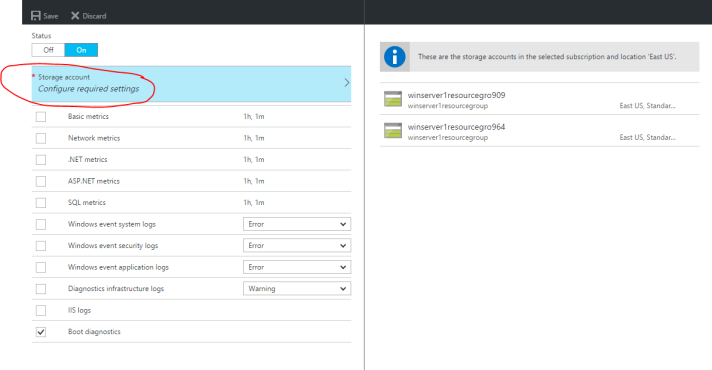 Save Discard
Status
Off On
* Storage account
Configure required settings
Basic metrics 1h, 1m
Network metrics 1h, 1m
.NET metrics 1h, 1m
ASP.NET metrics 1h, 1m
SQL metrics 1h, 1m
Windows event system logs Error
Windows event security logs Error
Windows event application logs Error
Diagnostics infrastructure logs Warning
IIS logs
Boot diagnostics
These are the storage accounts in the selected subscription and location 'East US'.
winserver1resourcegro909
winserver1resourcegroup East US, Standar...
winserver1resourcegro964
winserver1resourcegroup East US, Standar...